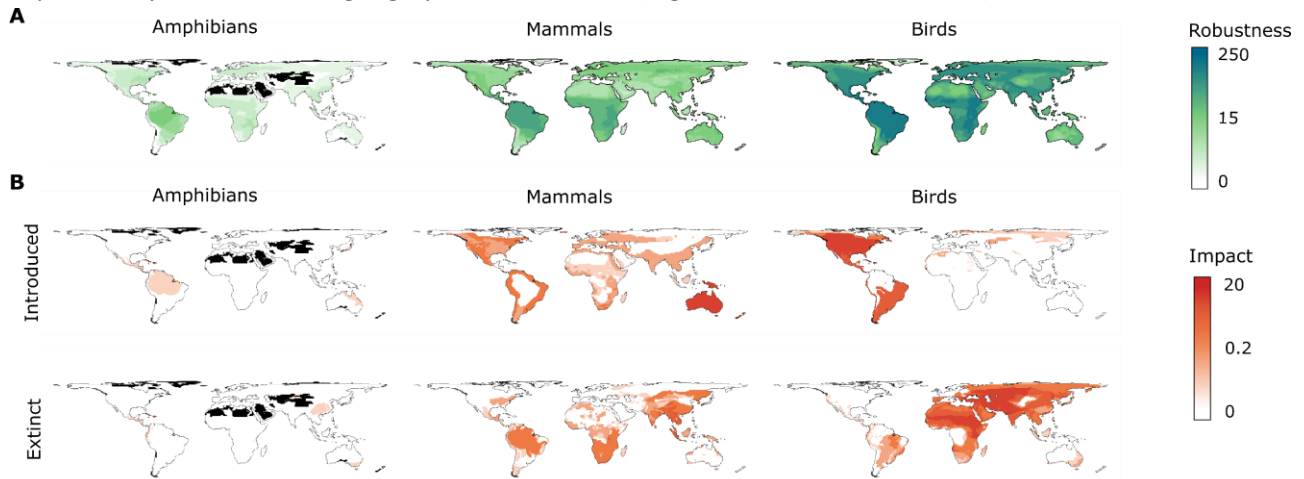 A
Amphibians
Mammals
Birds
Robustness
250
15
0
B
Amphibians
Mammals
Birds
Introduced
Impact
20
0.2
0
Extinct